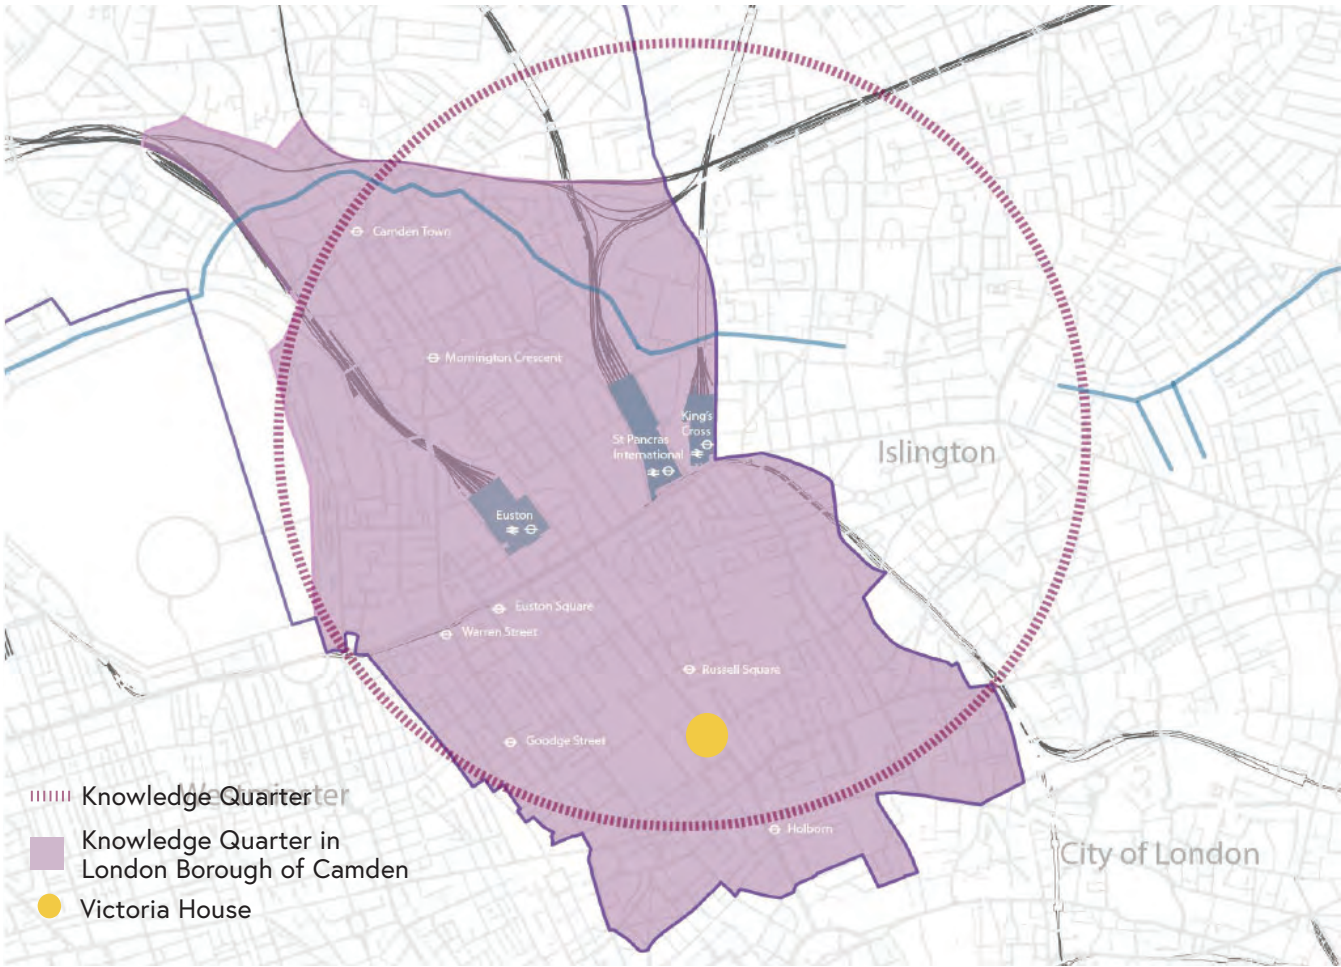 Camden Town
Mornington Crescent
King's
Cross
St Pancras
International
Islington
Euston
Euston Square
Warren Street
Russell Square
Goodge Street
Westminster
Knowledge Quarter
Holborn
Knowledge Quarter in
London Borough of Camden
City of London
Victoria House